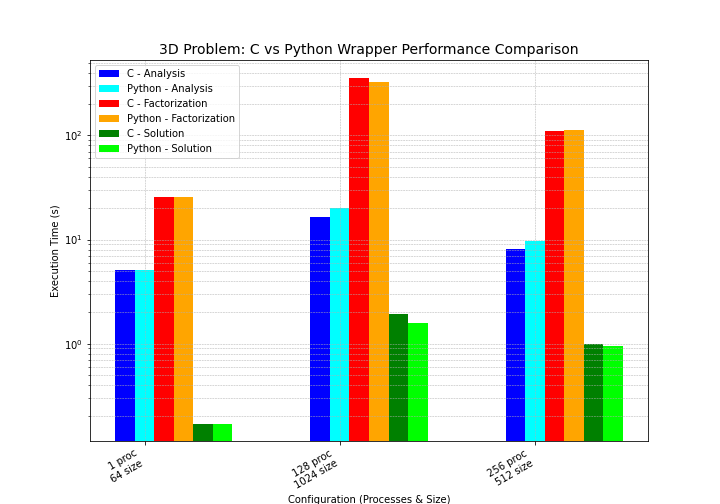 3D Problem: C vs Python Wrapper Performance Comparison
C - Analysis
Python - Analysis
C - Factorization
Python - Factorization
C - Solution
Python - Solution
Execution Time (s)
10²
10¹
10⁰
1 proc
64 size
128 proc
1024 size
256 proc
512 size
Configuration (Processes & Size)